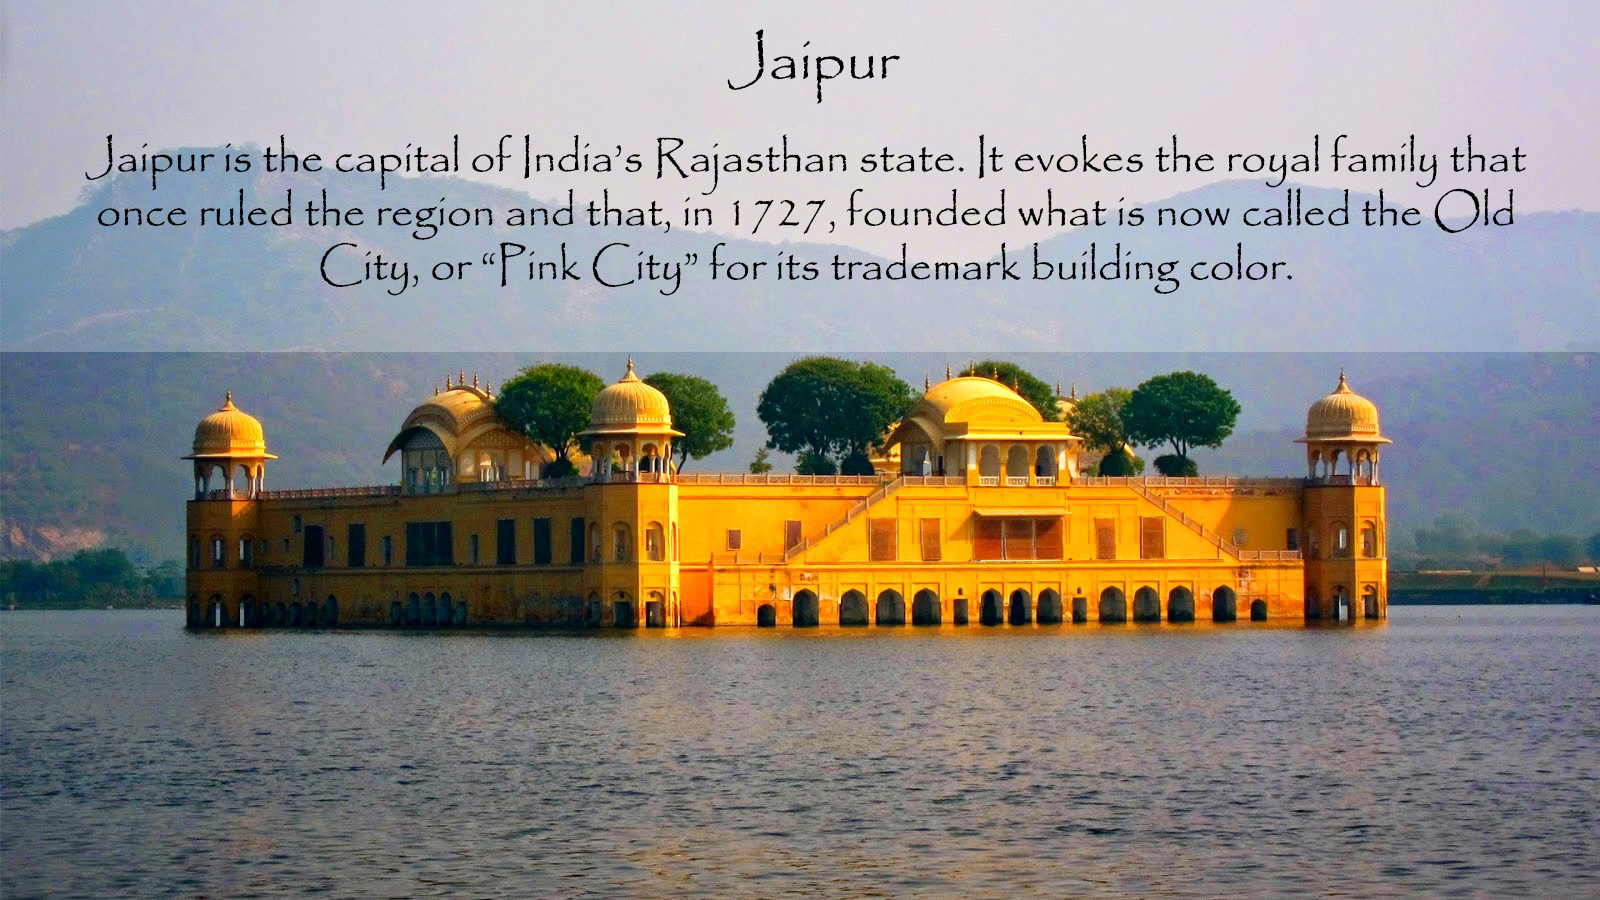 Jaipur
Jaipur is the capital of India’s Rajasthan state. It evokes the royal family that
once ruled the region and that, in 1727, founded what is now called the Old
City, or “Pink City” for its trademark building color.